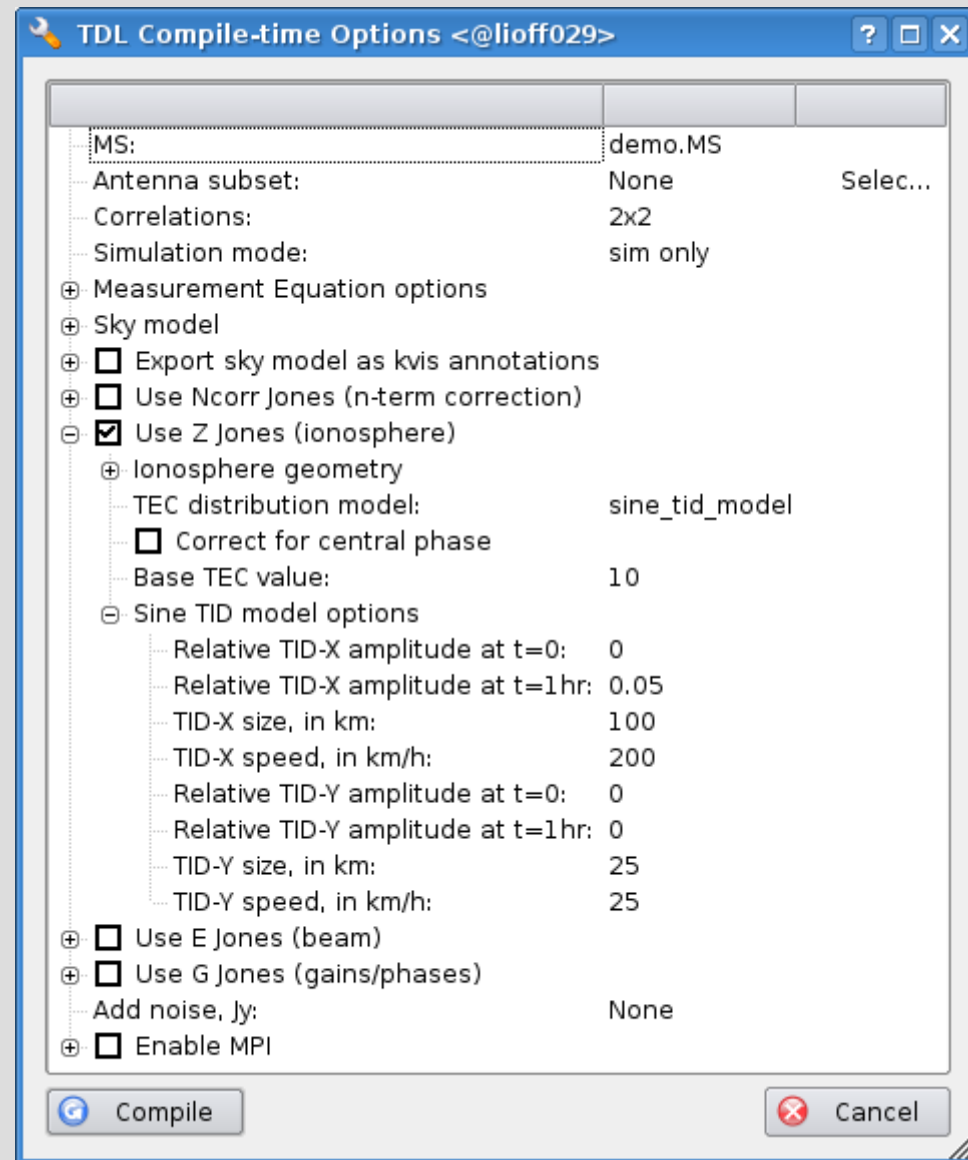 TDL Compile-time Options <@lioff029>
MS: demo.MS
Antenna subset: None Selec...
Correlations: 2x2
Simulation mode: sim only
Measurement Equation options
Sky model
Export sky model as kvis annotations
Use Ncorr Jones (n-term correction)
Use Z Jones (ionosphere)
Ionosphere geometry
TEC distribution model: sine_tid_model
Correct for central phase
Base TEC value: 10
Sine TID model options
Relative TID-X amplitude at t=0: 0
Relative TID-X amplitude at t=1hr: 0.05
TID-X size, in km: 100
TID-X speed, in km/h: 200
Relative TID-Y amplitude at t=0: 0
Relative TID-Y amplitude at t=1hr: 0
TID-Y size, in km: 25
TID-Y speed, in km/h: 25
Use E Jones (beam)
Use G Jones (gains/phases)
Add noise, Jy: None
Enable MPI
Compile Cancel